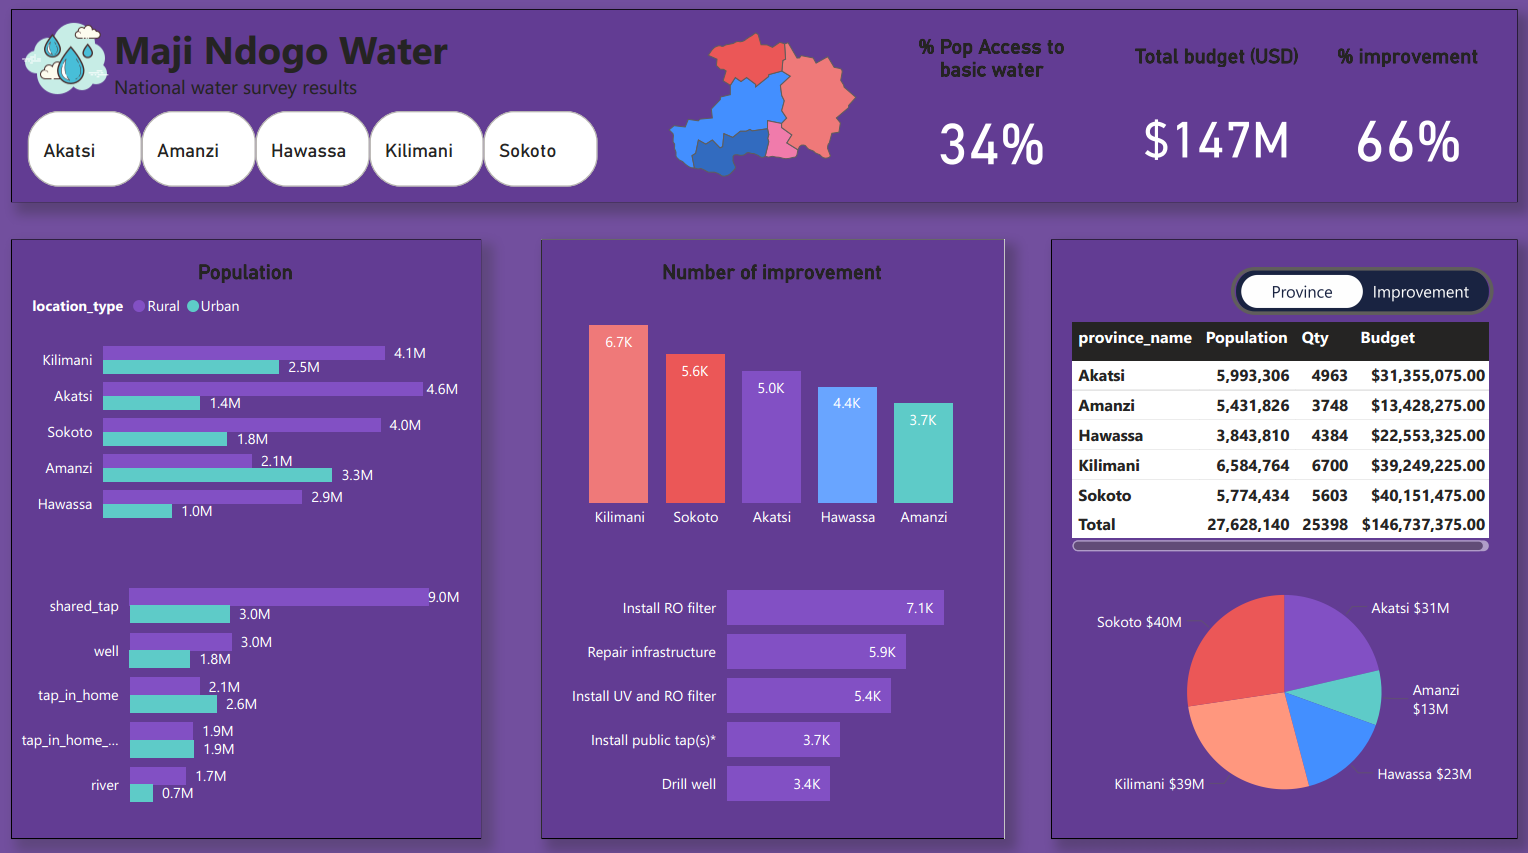 Maji Ndogo Water
National water survey results
Akatsi
Amanzi
Hawassa
Kilimani
Sokoto
% Pop Access to
basic water
34%
Total budget (USD)
$147M
% improvement
66%
Population
location_type Rural Urban
Kilimani 4.1M
2.5M
Akatsi 4.6M
1.4M
Sokoto 4.0M
1.8M
Amanzi 2.1M
3.3M
Hawassa 2.9M
1.0M
shared_tap 9.0M
3.0M
well 3.0M
1.8M
tap_in_home 2.1M
2.6M
tap_in_home_... 1.9M
1.9M
river 1.7M
0.7M
Number of improvement
6.7K
5.6K
5.0K
4.4K
3.7K
Kilimani Sokoto Akatsi Hawassa Amanzi
Install RO filter 7.1K
Repair infrastructure 5.9K
Install UV and RO filter 5.4K
Install public tap(s)* 3.7K
Drill well 3.4K
Province Improvement
province_name Population Qty Budget
Akatsi 5,993,306 4963 $31,355,075.00
Amanzi 5,431,826 3748 $13,428,275.00
Hawassa 3,843,810 4384 $22,553,325.00
Kilimani 6,584,764 6700 $39,249,225.00
Sokoto 5,774,434 5603 $40,151,475.00
Total 27,628,140 25398 $146,737,375.00
Akatsi $31M
Sokoto $40M
Amanzi
$13M
Hawassa $23M
Kilimani $39M